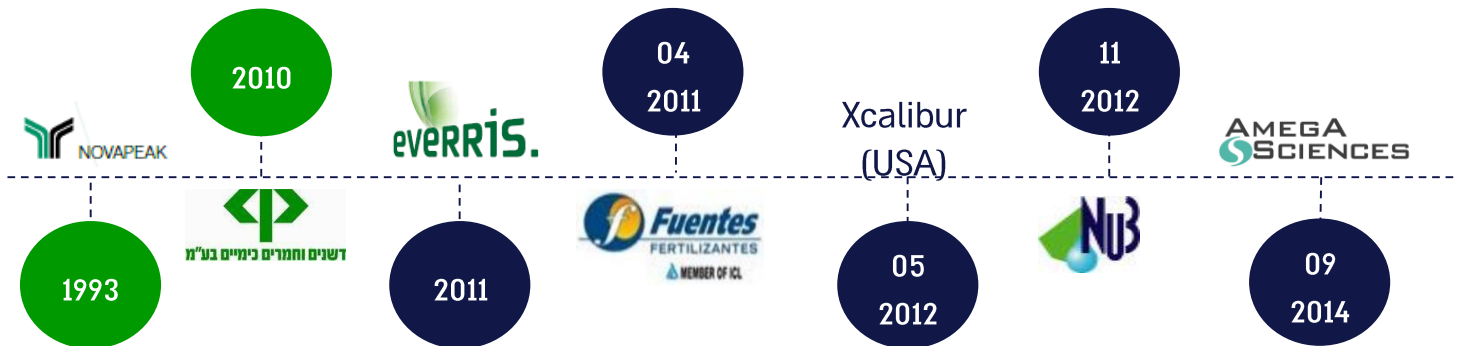 NOVAPEAK
1993
2010
דשנים וחמרים כימיים בע"מ
everris.
2011
04
2011
Fuentes
FERTILIZANTES
MEMBER OF ICL
Xcalibur
(USA)
05
2012
11
2012
NU3
AMEGA
SCIENCES
09
2014